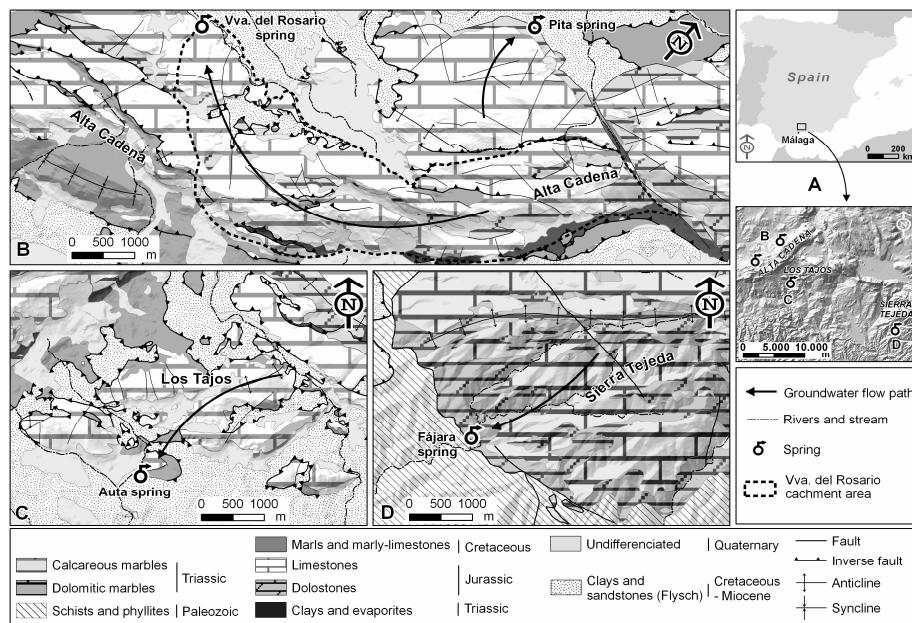 Vva. del Rosario
spring
Pita spring
N
Alta Cadena
Alta Cadena
B
0 500 1000
m
Spain
Málaga
N
0 200
km
A
N
B
ALTA CADENA
LOS TAJOS
C
SIERRA
TEJEDA
D
0 5.000 10.000
m
N
Los Tajos
Auta spring
C
0 500 1000
m
N
Sierra Tejeda
Fájara
spring
D
0 500 1000
m
Groundwater flow path
Rivers and stream
Spring
Vva. del Rosario
cachment area
Calcareous marbles
Dolomitic marbles
Triassic
Schists and phyllites
Paleozoic
Marls and marly-limestones
Cretaceous
Limestones
Dolostones
Jurassic
Clays and evaporites
Triassic
Undifferenciated
Quaternary
Clays and
sandstones (Flysch)
Cretaceous
- Miocene
Fault
Inverse fault
Anticline
Syncline